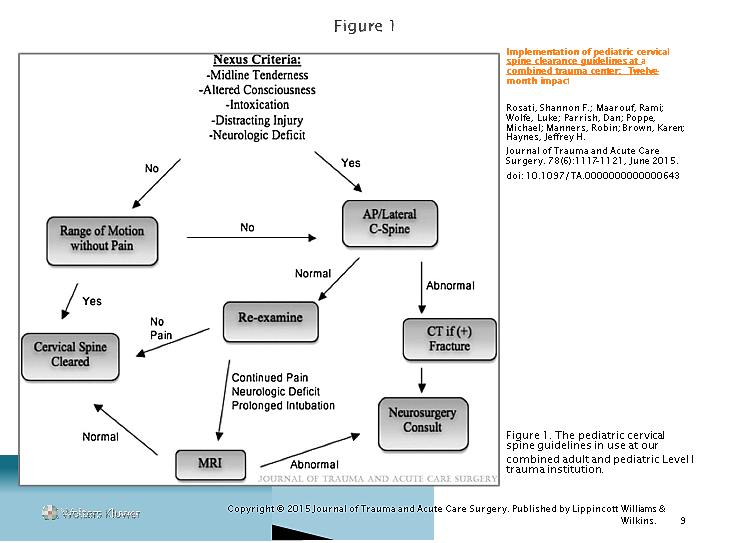 Figure 1
Nexus Criteria:
-Midline Tenderness
-Altered Consciousness
-Intoxication
-Distracting Injury
-Neurologic Deficit
No
Yes
Range of Motion
without Pain
No
AP/Lateral
C-Spine
Normal
Abnormal
Yes
No
Pain
Re-examine
CT if (+)
Fracture
Cervical Spine
Cleared
Continued Pain
Neurologic Deficit
Prolonged Intubation
Neurosurgery
Consult
Normal
MRI
Abnormal
JOURNAL OF TRAUMA AND ACUTE CARE SURGERY
Implementation of pediatric cervical
spine clearance guidelines at a
combined trauma center: Twelve-
month impact
Rosati, Shannon F.; Maarouf, Rami;
Wolfe, Luke; Parrish, Dan; Poppe,
Michael; Manners, Robin; Brown, Karen;
Haynes, Jeffrey H.
Journal of Trauma and Acute Care
Surgery. 78(6):1117-1121, June 2015.
doi: 10.1097/TA.0000000000000643
Figure 1. The pediatric cervical
spine guidelines in use at our
combined adult and pediatric Level I
trauma institution.
Wolters Kluwer
Copyright © 2015 Journal of Trauma and Acute Care Surgery. Published by Lippincott Williams &
Wilkins.
9